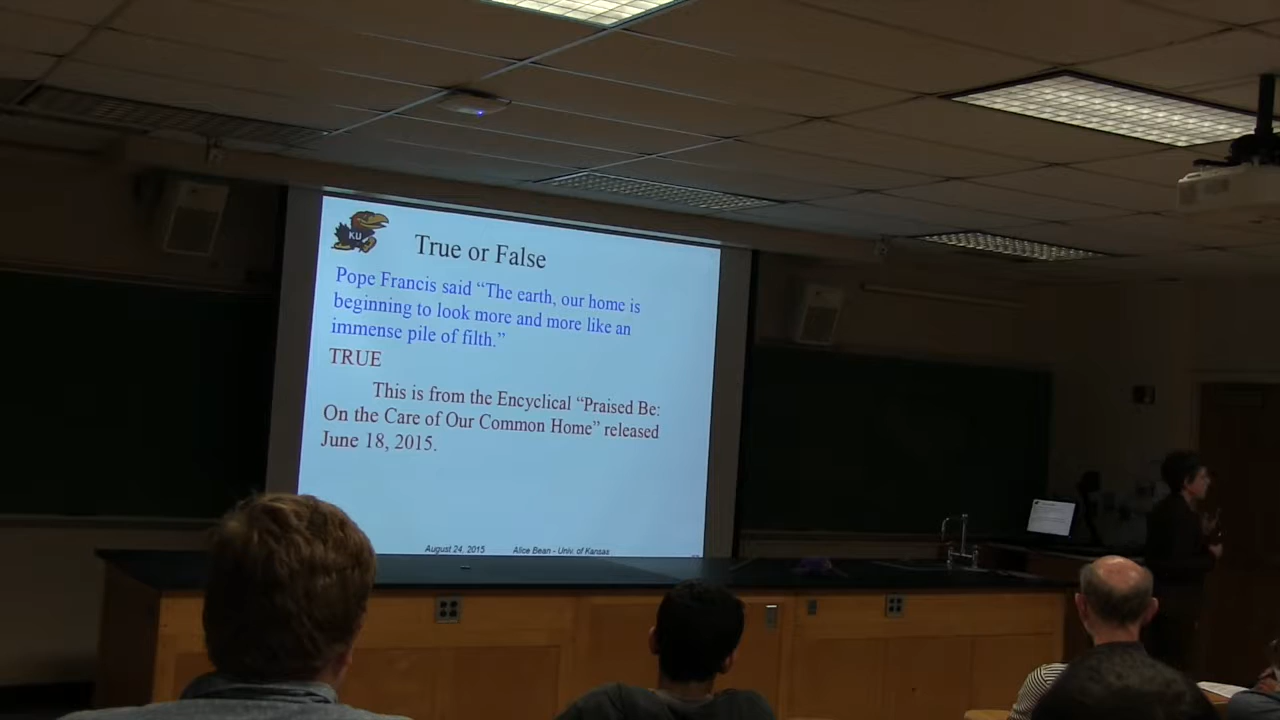 KU
True or False
Pope Francis said “The earth, our home is
beginning to look more and more like an
immense pile of filth.”
TRUE
This is from the Encyclical “Praised Be:
On the Care of Our Common Home” released
June 18, 2015.
August 24, 2015 Alice Bean - Univ. of Kansas